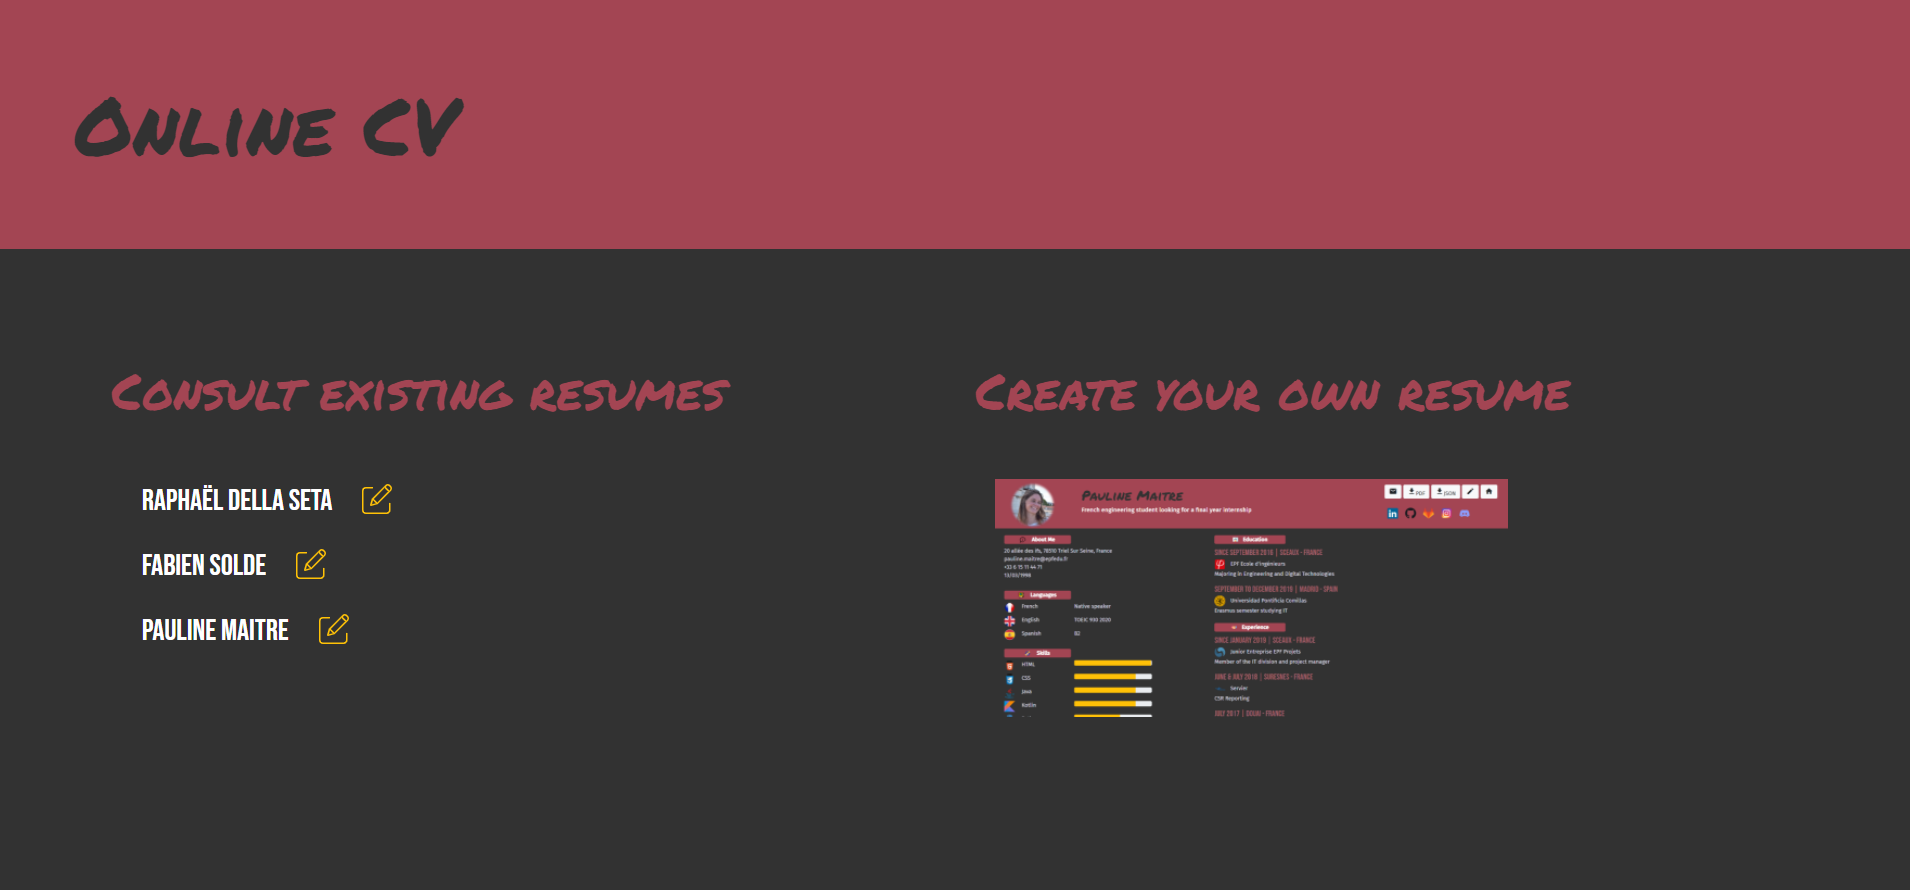 Online CV
Consult existing resumes
RAPHAËL DELLA SETA
FABIEN SOLDE
PAULINE MAITRE
Create your own resume
Pauline Maitre
French engineering student looking for a final year internship
PDF
JSON
About Me
20 allée des Ifs, 78510 Triel Sur Seine, France
pauline.maitre@epfedu.fr
+33 6 15 11 44 71
13/03/1998
Languages
French Native speaker
English TOEIC 990 2020
Spanish B2
Skills
HTML
CSS
Java
Kotlin
Education
SINCE SEPTEMBER 2016 | SCEAUX - FRANCE
EPF Ecole d'Ingénieurs
Majoring in Engineering and Digital Technologies
SEPTEMBER TO DECEMBER 2019 | MADRID - SPAIN
Universidad Pontificia Comillas
Erasmus semester studying IT
Experience
SINCE JANUARY 2019 | SCEAUX - FRANCE
Junior Entreprise EPF Projets
Member of the IT division and project manager
JUNE & JULY 2018 | SURESNES - FRANCE
Servier
CSR Reporting
JULY 2017 | DOUAI - FRANCE